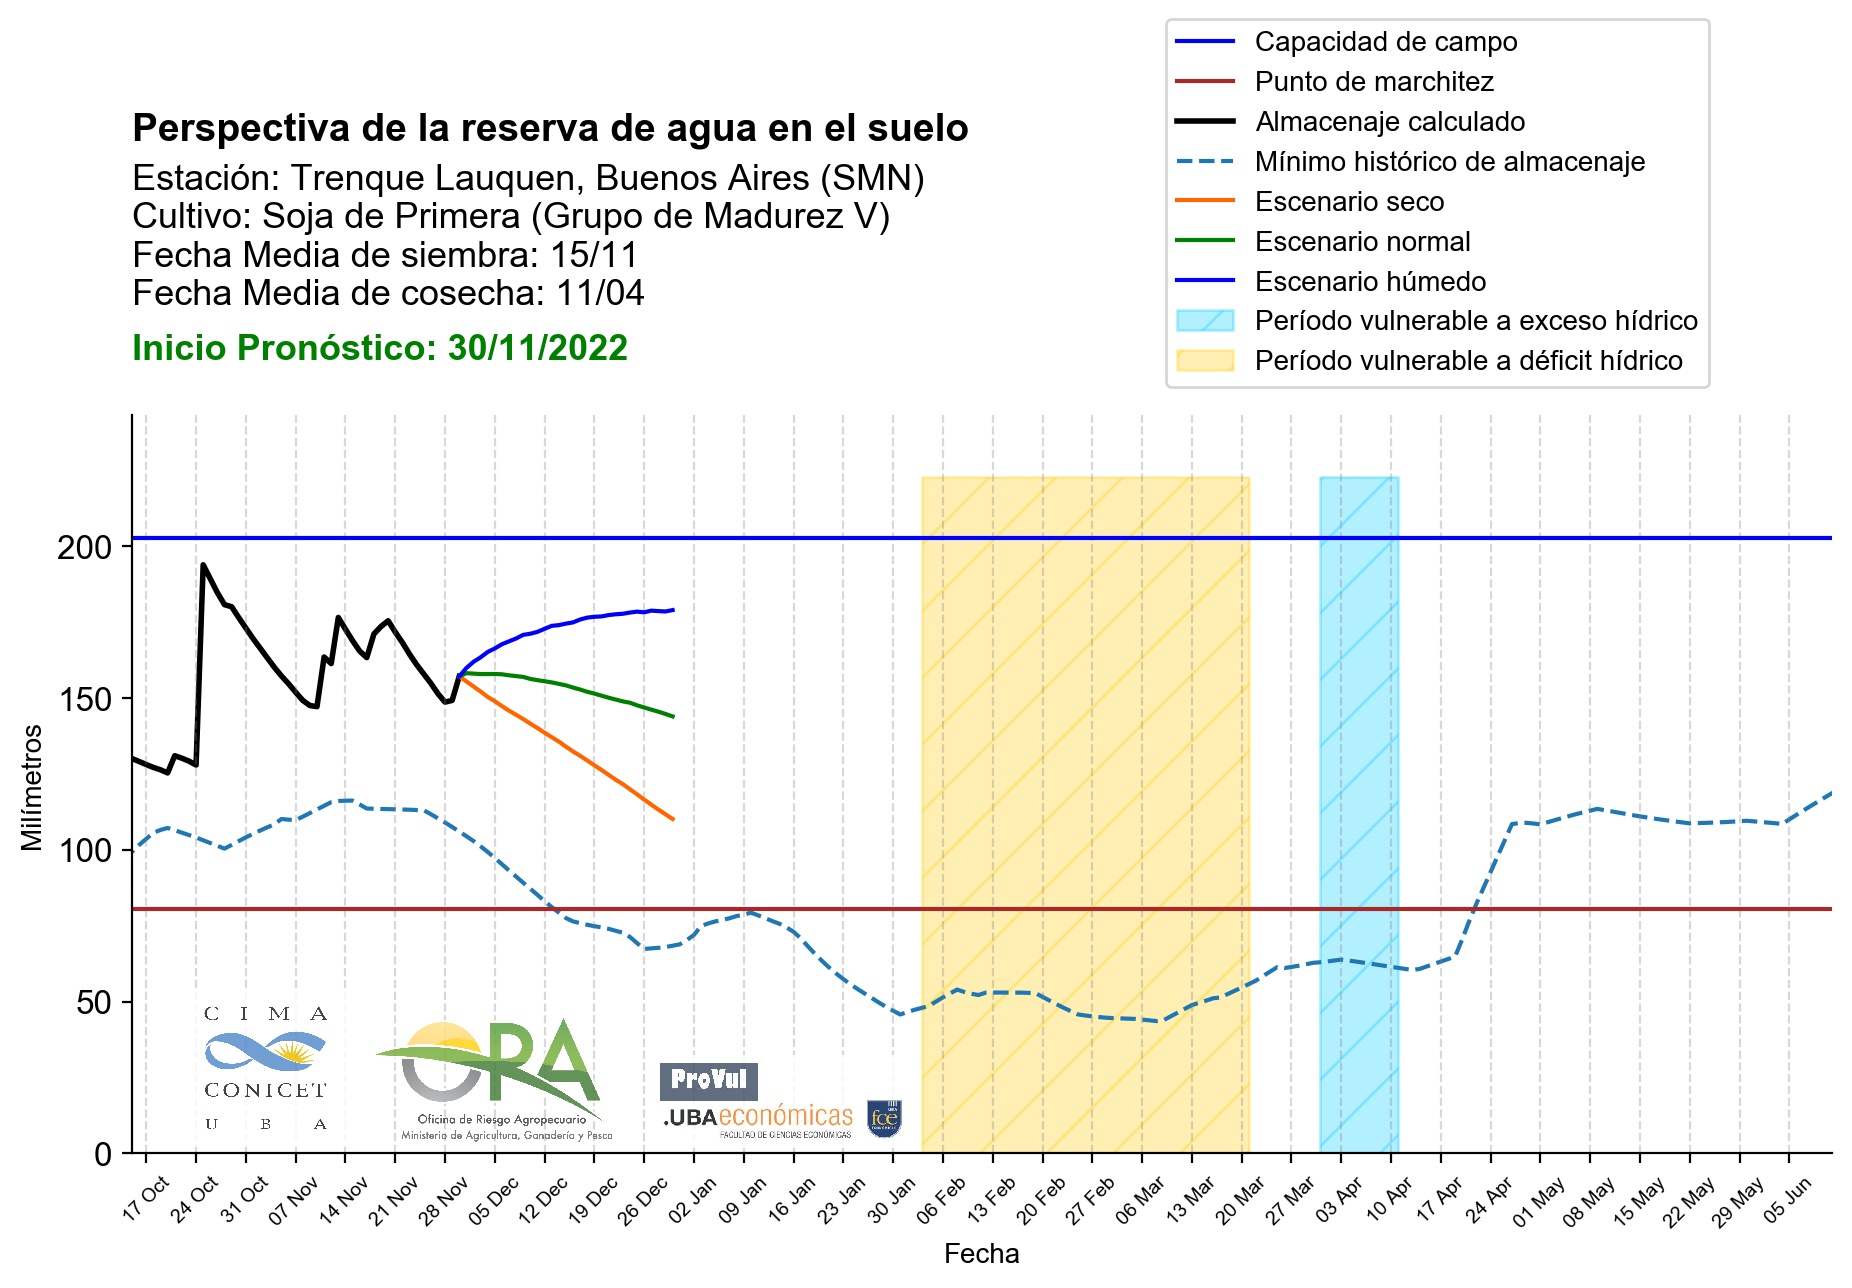 Capacidad de campo
Punto de marchitez
Almacenaje calculado
Mínimo histórico de almacenaje
Escenario seco
Escenario normal
Escenario húmedo
Período vulnerable a exceso hídrico
Período vulnerable a déficit hídrico
Perspectiva de la reserva de agua en el suelo
Estación: Trenque Lauquen, Buenos Aires (SMN)
Cultivo: Soja de Primera (Grupo de Madurez V)
Fecha Media de siembra: 15/11
Fecha Media de cosecha: 11/04
Inicio Pronóstico: 30/11/2022
200
150
100
50
0
Milímetros
C I M A
CONICET
U B A
ORA
Oficina de Riesgo Agropecuario
Ministerio de Agricultura, Ganadería y Pesca
ProVul
.UBAeconómicas
FACULTAD DE CIENCIAS ECONÓMICAS
fce
17 Oct
24 Oct
31 Oct
07 Nov
14 Nov
21 Nov
28 Nov
05 Dec
12 Dec
19 Dec
26 Dec
02 Jan
09 Jan
16 Jan
23 Jan
30 Jan
06 Feb
13 Feb
20 Feb
27 Feb
06 Mar
13 Mar
20 Mar
27 Mar
03 Apr
10 Apr
17 Apr
24 Apr
01 May
08 May
15 May
22 May
29 May
05 Jun
Fecha